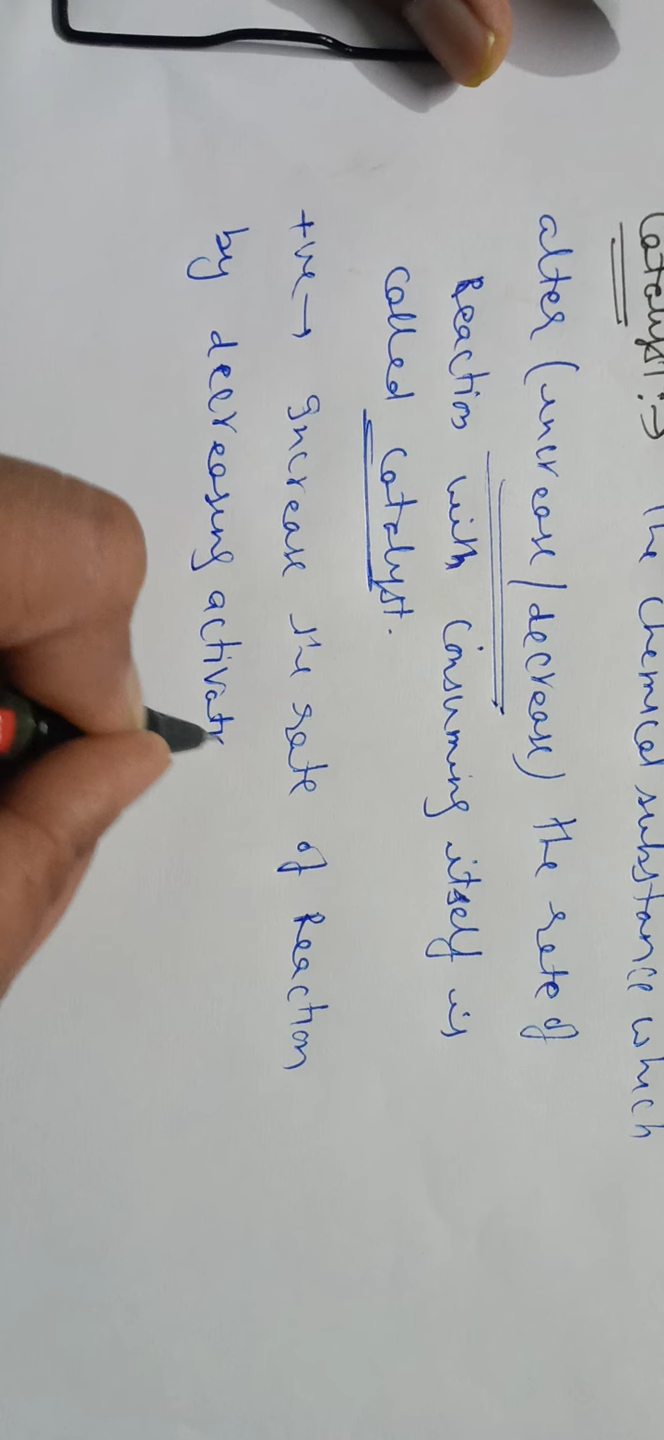 Catalyst :→ The Chemical substance which
alter (increase/decrease) the rate of
Reaction with Consuming itself is
Called Catalyst.
+ve → Increase the rate of Reaction
by decreasing activati